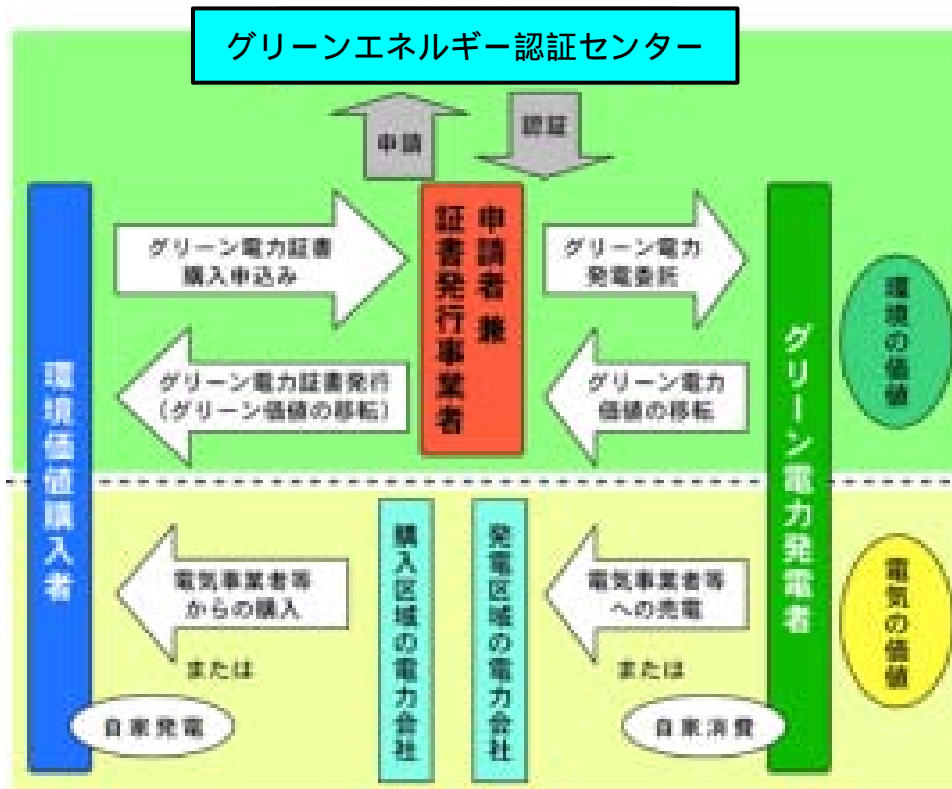 グリーンエネルギー認証センター
申請
認証
グリーン電力証書
購入申込み
申請者 兼
証書発行事業者
グリーン電力
発電委託
環境の価値
グリーン電力証書発行
(グリーン価値の移転)
グリーン電力
価値の移転
環境価値購入者
グリーン電力発電者
電気事業者等
からの購入
または
自家発電
購入区域の電力会社
発電区域の電力会社
電気事業者等
への売電
または
自家消費
電気の価値